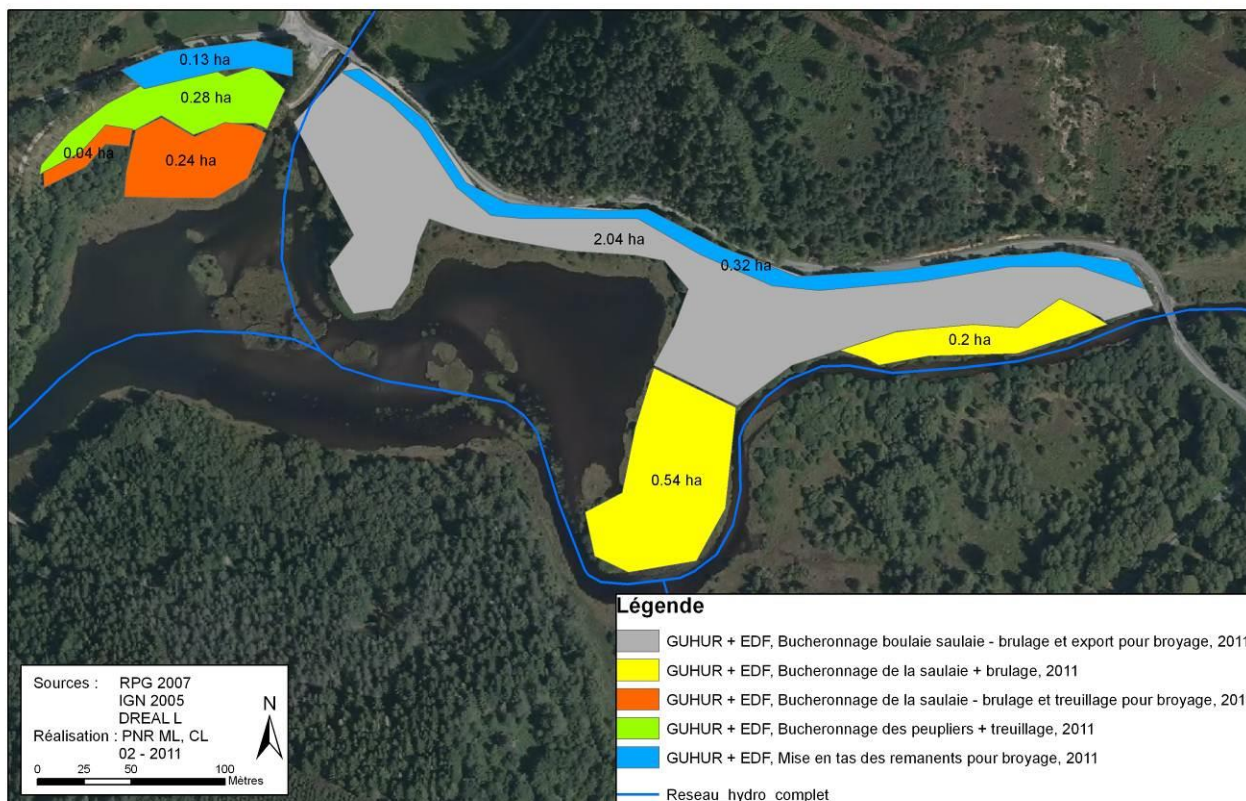 0.13 ha
0.28 ha
0.04 ha
0.24 ha
2.04 ha
0.32 ha
0.2 ha
0.54 ha
Légende
GUHUR + EDF, Bucheronnage boulaie saulaie - brulage et export pour broyage, 2011
GUHUR + EDF, Bucheronnage de la saulaie + brulage, 2011
GUHUR + EDF, Bucheronnage de la saulaie - brulage et treuillage pour broyage, 201
GUHUR + EDF, Bucheronnage des peupliers + treuillage, 2011
GUHUR + EDF, Mise en tas des remanents pour broyage, 2011
Reseau_hydro_complet
Sources : RPG 2007
IGN 2005
DREAL L
Réalisation : PNR ML, CL
02 - 2011
N
0 25 50 100
Mètres